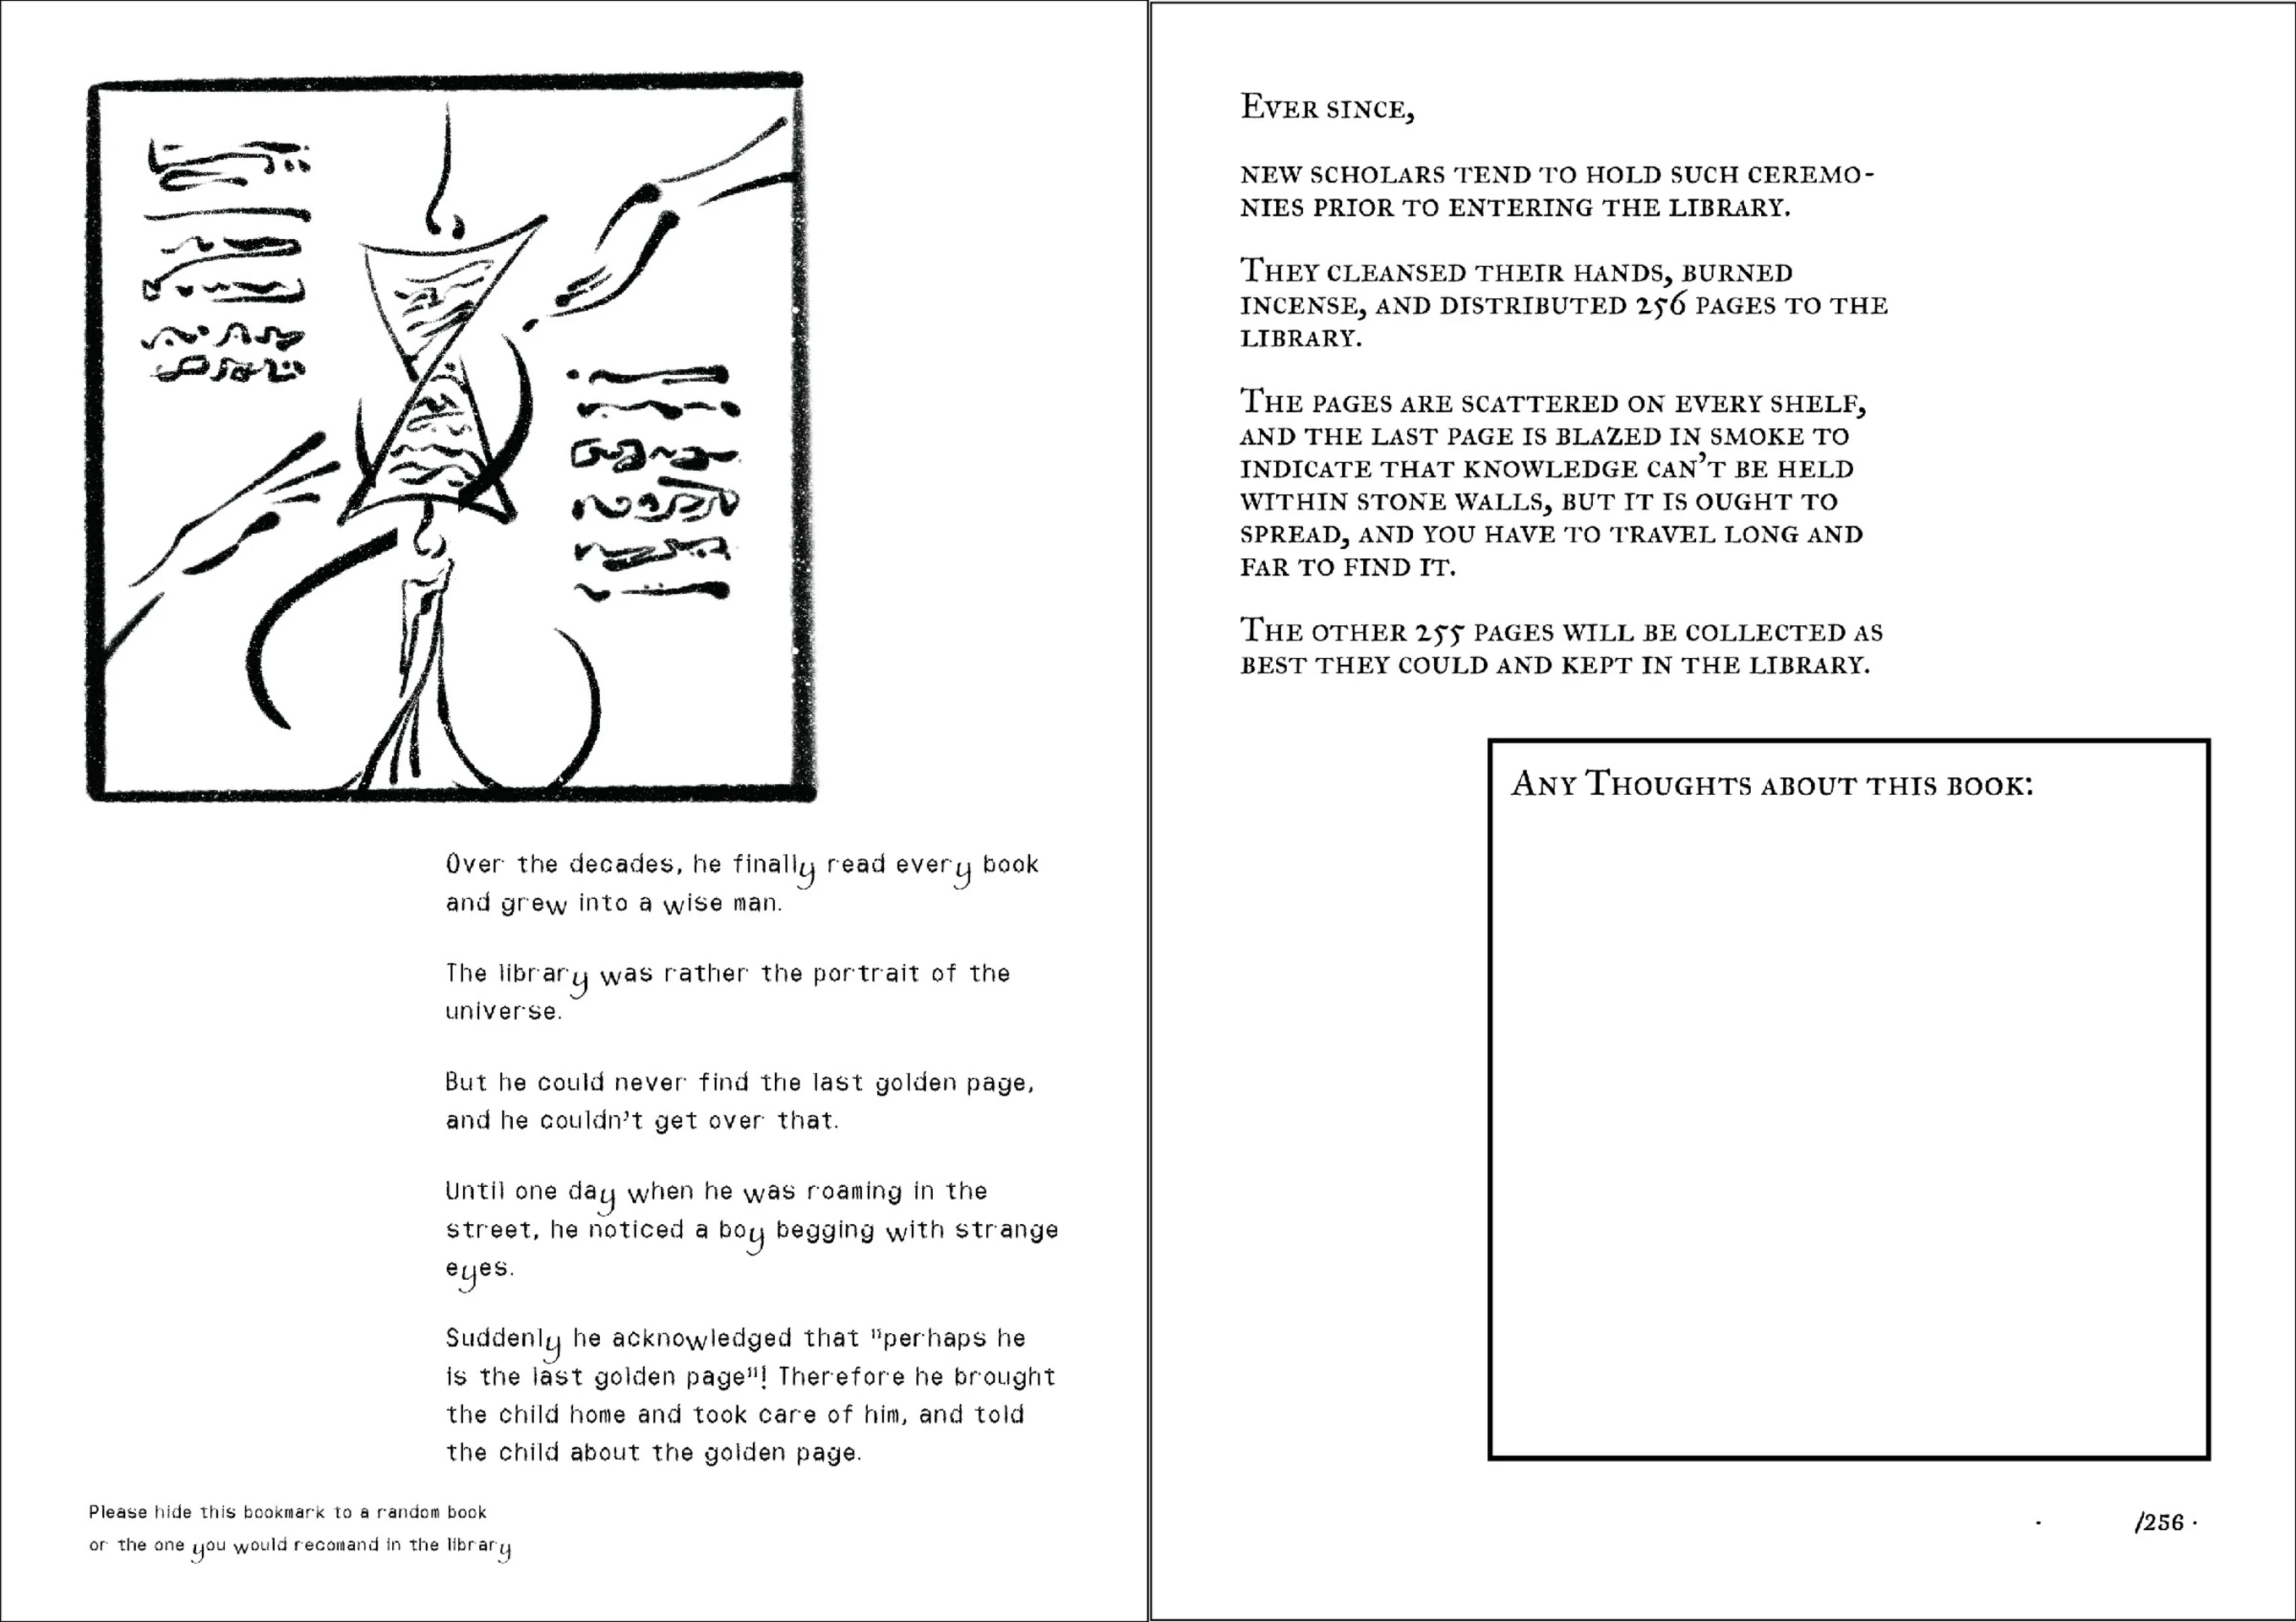 Over the decades, he finally read every book
and grew into a wise man.
The library was rather the portrait of the
universe.
But he could never find the last golden page,
and he couldn't get over that.
Until one day when he was roaming in the
street, he noticed a boy begging with strange
eyes.
Suddenly he acknowledged that "perhaps he
is the last golden page"! Therefore he brought
the child home and took care of him, and told
the child about the golden page.
Please hide this bookmark to a random book
or the one you would recomand in the library
Ever since,
new scholars tend to hold such ceremo-
nies prior to entering the library.
They cleansed their hands, burned
incense, and distributed 256 pages to the
library.
The pages are scattered on every shelf,
and the last page is blazed in smoke to
indicate that knowledge can't be held
within stone walls, but it is ought to
spread, and you have to travel long and
far to find it.
The other 255 pages will be collected as
best they could and kept in the library.
Any Thoughts about this book:
· /256 ·